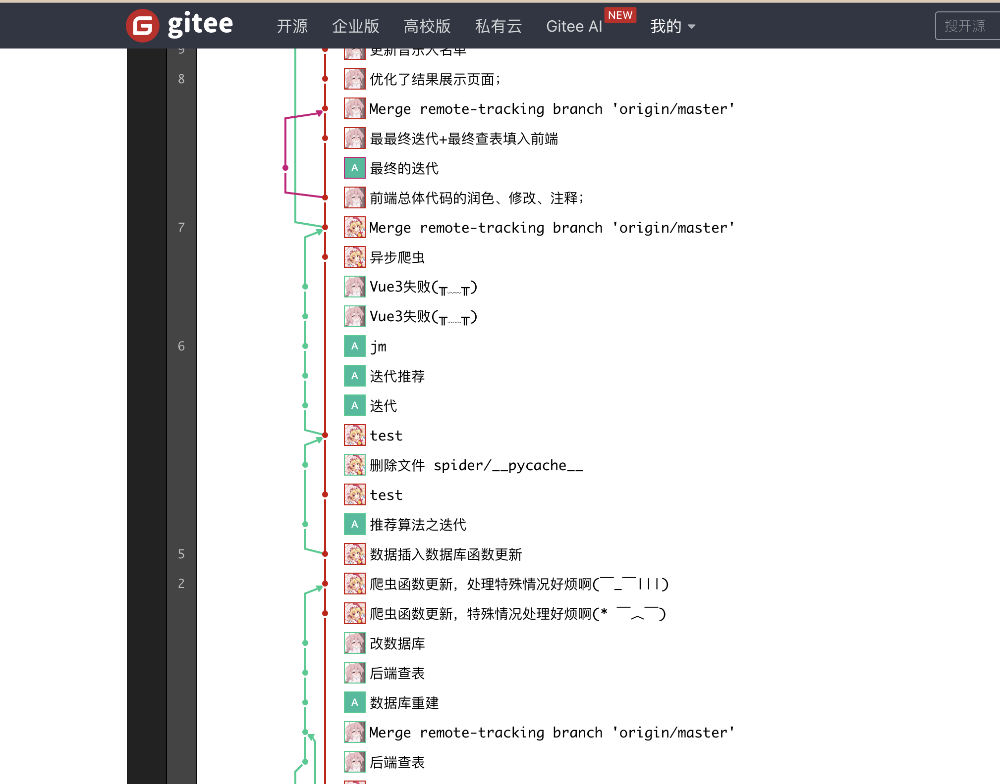 gitee 开源 企业版 高校版 私有云 Gitee AI NEW 我的 搜开源
9 更新音乐人名单
8 优化了结果展示页面；
Merge remote-tracking branch 'origin/master'
最最终迭代+最终查表填入前端
A 最终的迭代
前端总体代码的润色、修改、注释；
7 Merge remote-tracking branch 'origin/master'
异步爬虫
Vue3失败(╥﹏╥)
Vue3失败(╥﹏╥)
6 A jm
A 迭代推荐
A 迭代
test
删除文件 spider/__pycache__
test
A 推荐算法之迭代
5 数据插入数据库函数更新
2 爬虫函数更新，处理特殊情况好烦啊(￣_￣|||)
爬虫函数更新，特殊情况处理好烦啊(* ￣︿￣)
改数据库
后端查表
A 数据库重建
Merge remote-tracking branch 'origin/master'
后端查表